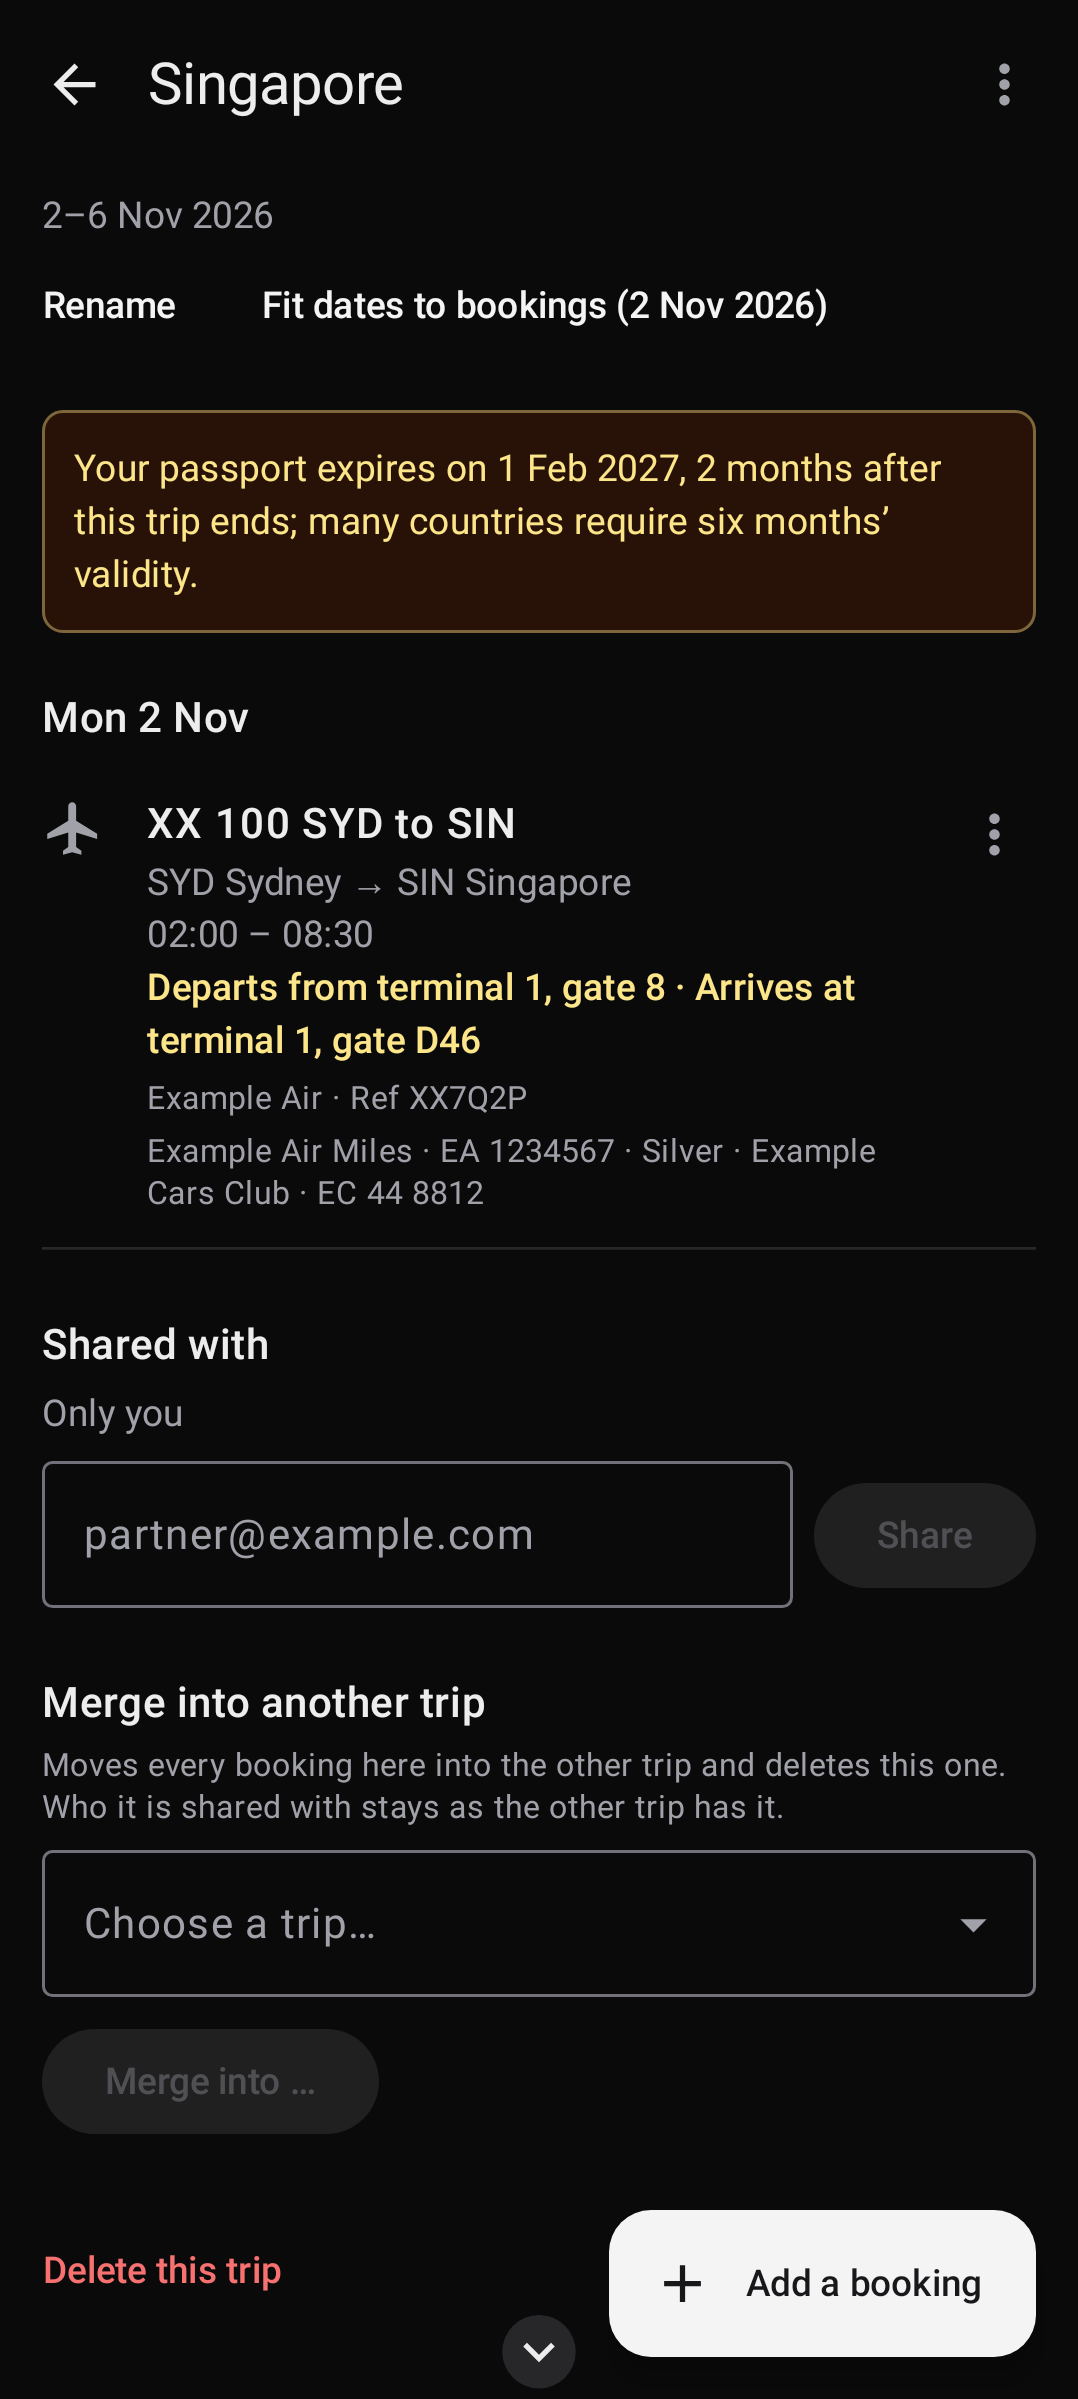 Singapore
2–6 Nov 2026
Rename
Fit dates to bookings (2 Nov 2026)
Your passport expires on 1 Feb 2027, 2 months after
this trip ends; many countries require six months’
validity.
Mon 2 Nov
XX 100 SYD to SIN
SYD Sydney → SIN Singapore
02:00 – 08:30
Departs from terminal 1, gate 8 · Arrives at
terminal 1, gate D46
Example Air · Ref XX7Q2P
Example Air Miles · EA 1234567 · Silver · Example
Cars Club · EC 44 8812
Shared with
Only you
partner@example.com
Share
Merge into another trip
Moves every booking here into the other trip and deletes this one.
Who it is shared with stays as the other trip has it.
Choose a trip…
Merge into …
Delete this trip
Add a booking